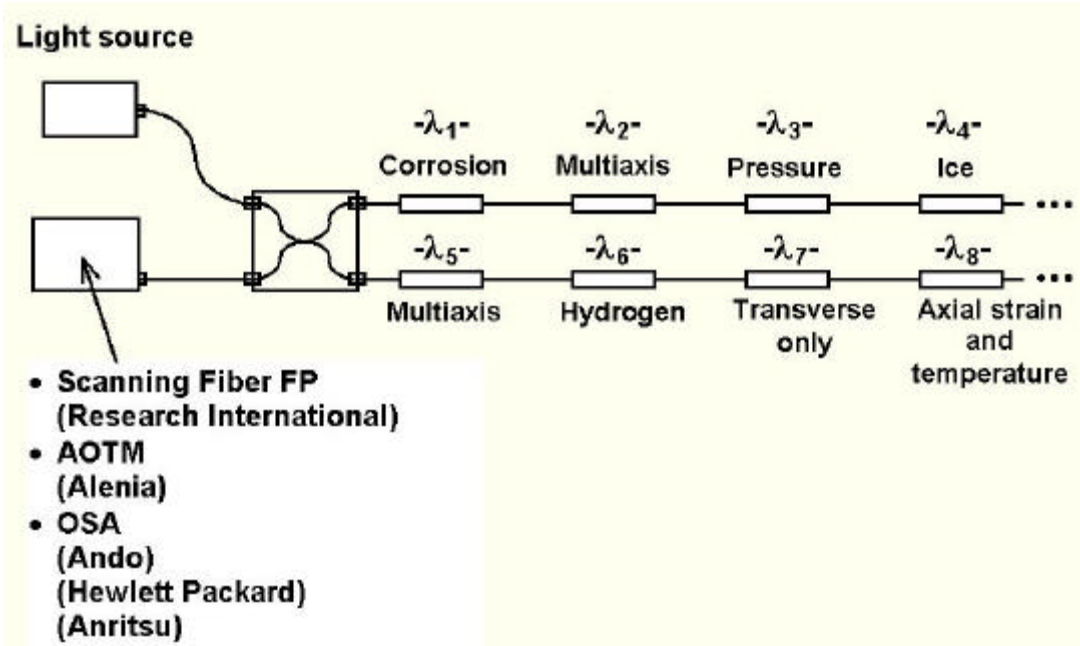 Light source
-λ1- -λ2- -λ3- -λ4-
Corrosion Multiaxis Pressure Ice
...
-λ5- -λ6- -λ7- -λ8-
...
Multiaxis Hydrogen Transverse only Axial strain and temperature
• Scanning Fiber FP
(Research International)
• AOTM
(Alenia)
• OSA
(Ando)
(Hewlett Packard)
(Anritsu)